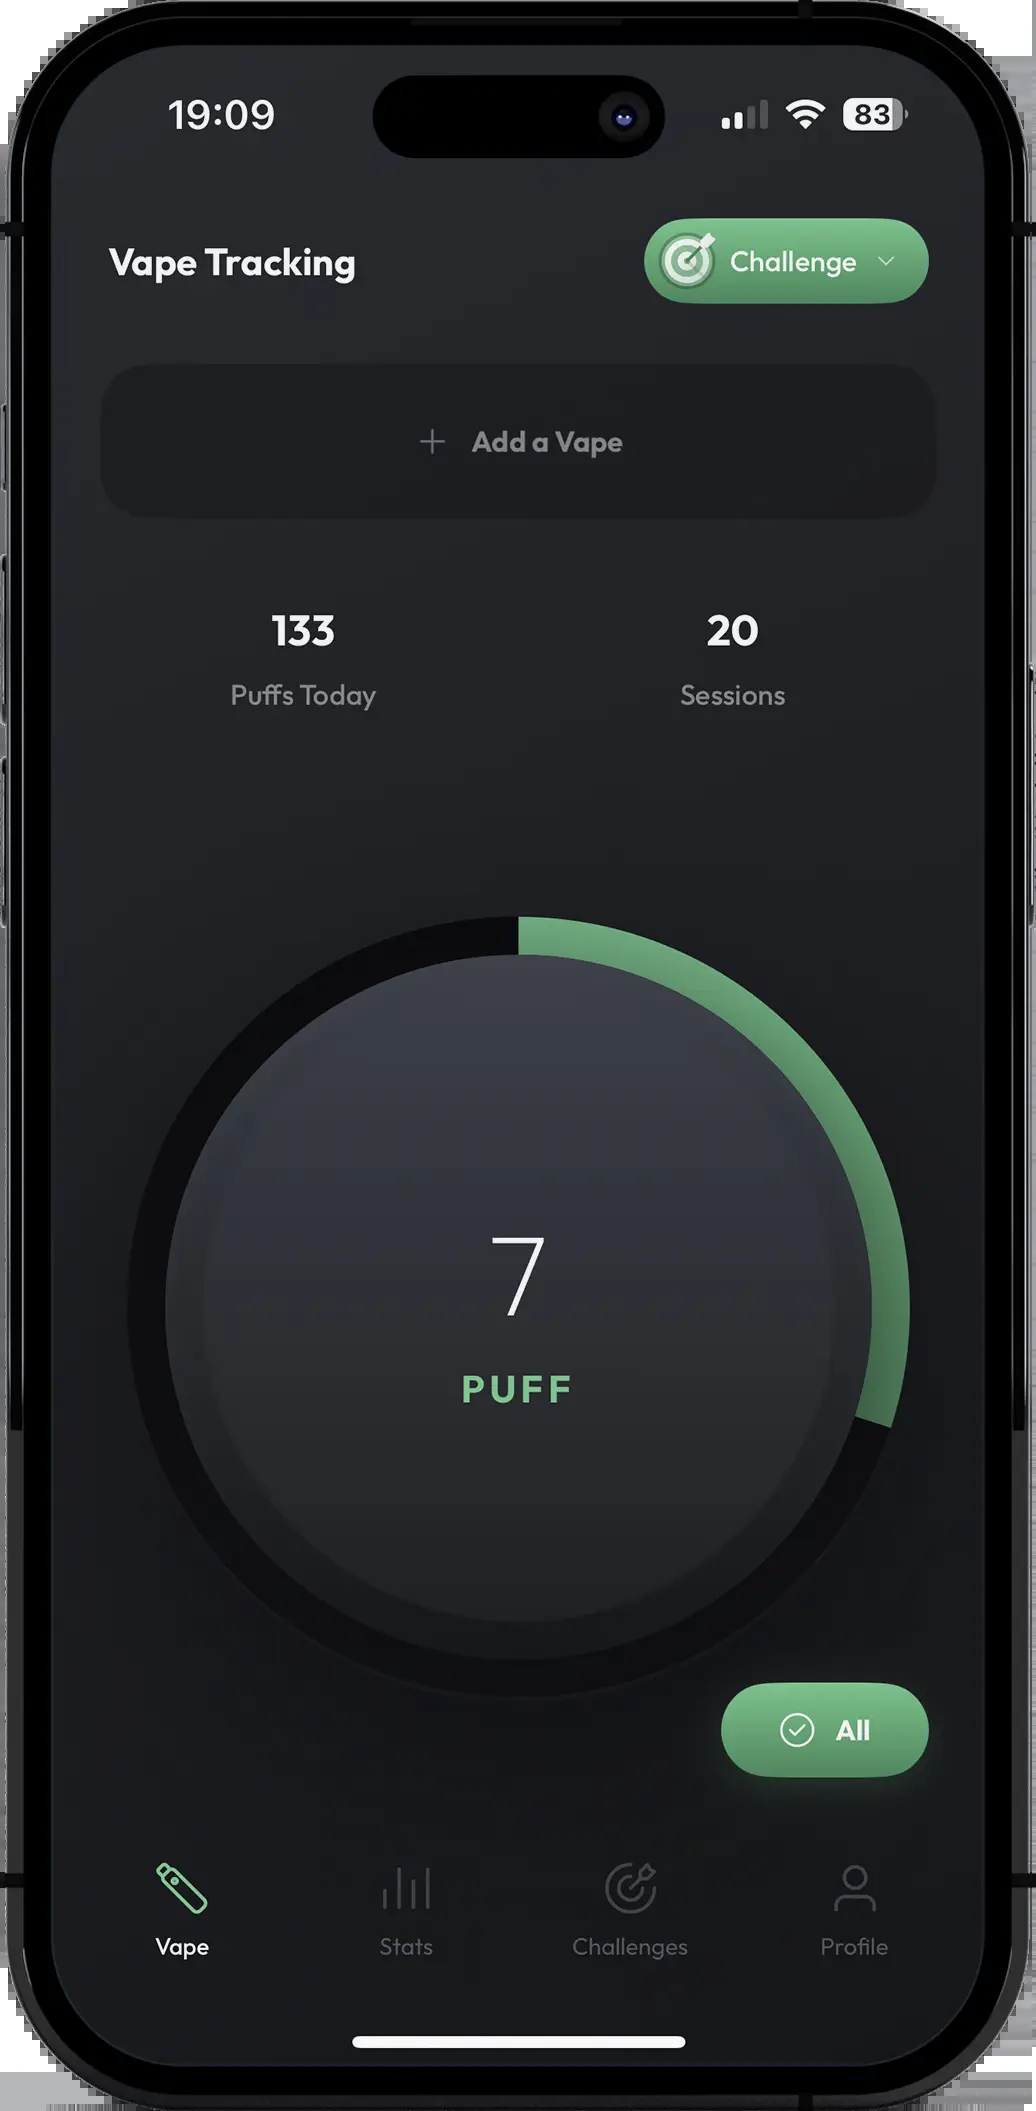 19:09
83
Vape Tracking
Challenge
Add a Vape
133
20
Puffs Today
Sessions
7
PUFF
All
Vape
Stats
Challenges
Profile